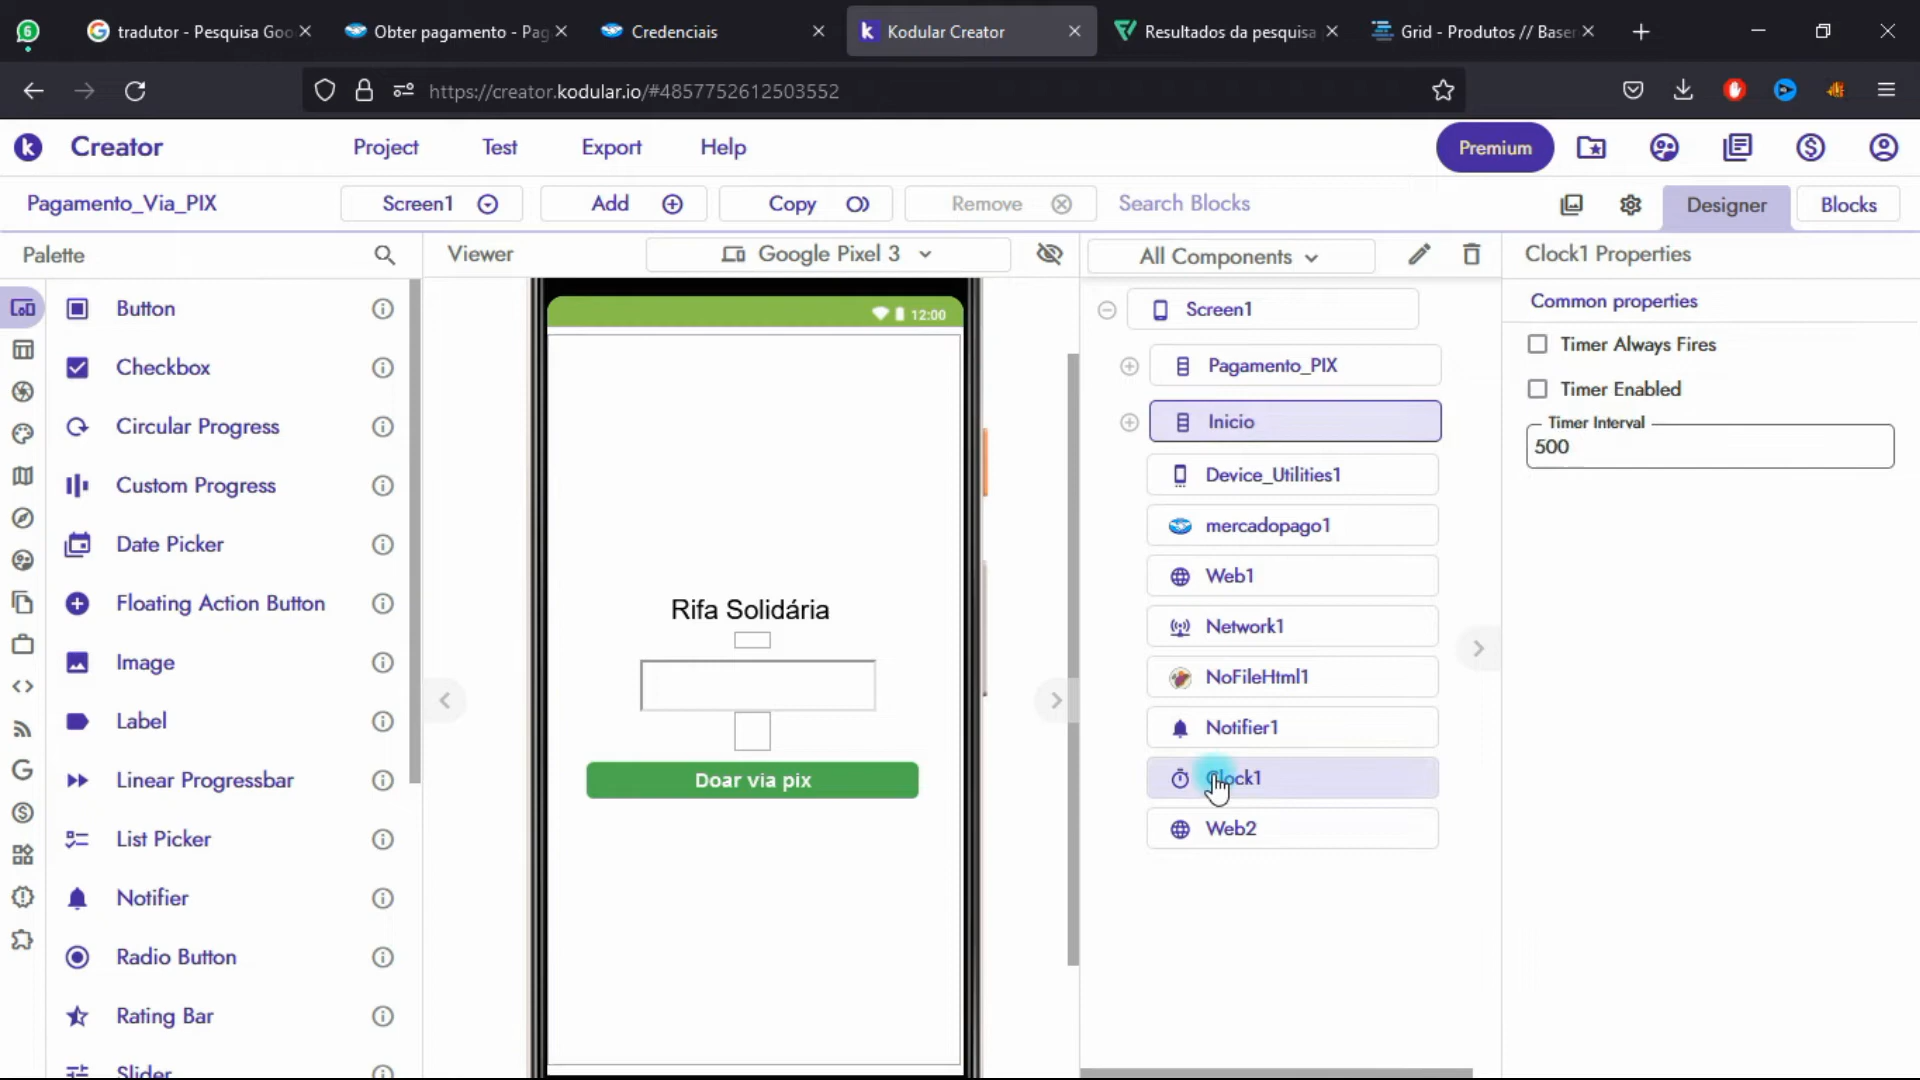 6
tradutor - Pesquisa Goo
Obter pagamento - Pag
Credenciais
Kodular Creator
Resultados da pesquisa
Grid - Produtos // Baser
https://creator.kodular.io/#4857752612503552
Creator
Project
Test
Export
Help
Premium
Pagamento_Via_PIX
Screen1
Add
Copy
Remove
Search Blocks
Designer
Blocks
Palette
Viewer
Google Pixel 3
All Components
Clock1 Properties
Button
Checkbox
Circular Progress
Custom Progress
Date Picker
Floating Action Button
Image
Label
Linear Progressbar
List Picker
Notifier
Radio Button
Rating Bar
Slider
12:00
Rifa Solidária
Doar via pix
Screen1
Pagamento_PIX
Inicio
Device_Utilities1
mercadopago1
Web1
Network1
NoFileHtml1
Notifier1
Clock1
Web2
Common properties
Timer Always Fires
Timer Enabled
Timer Interval
500